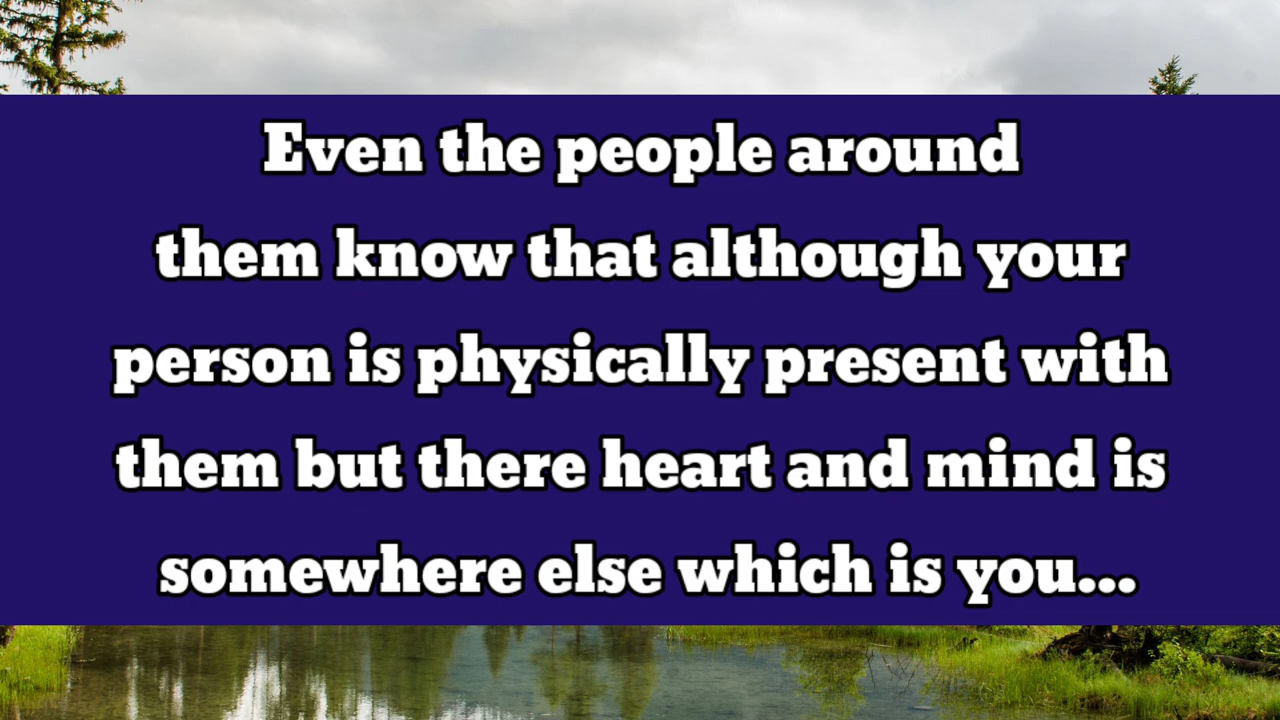 Even the people around
them know that although your
person is physically present with
them but there heart and mind is
somewhere else which is you...